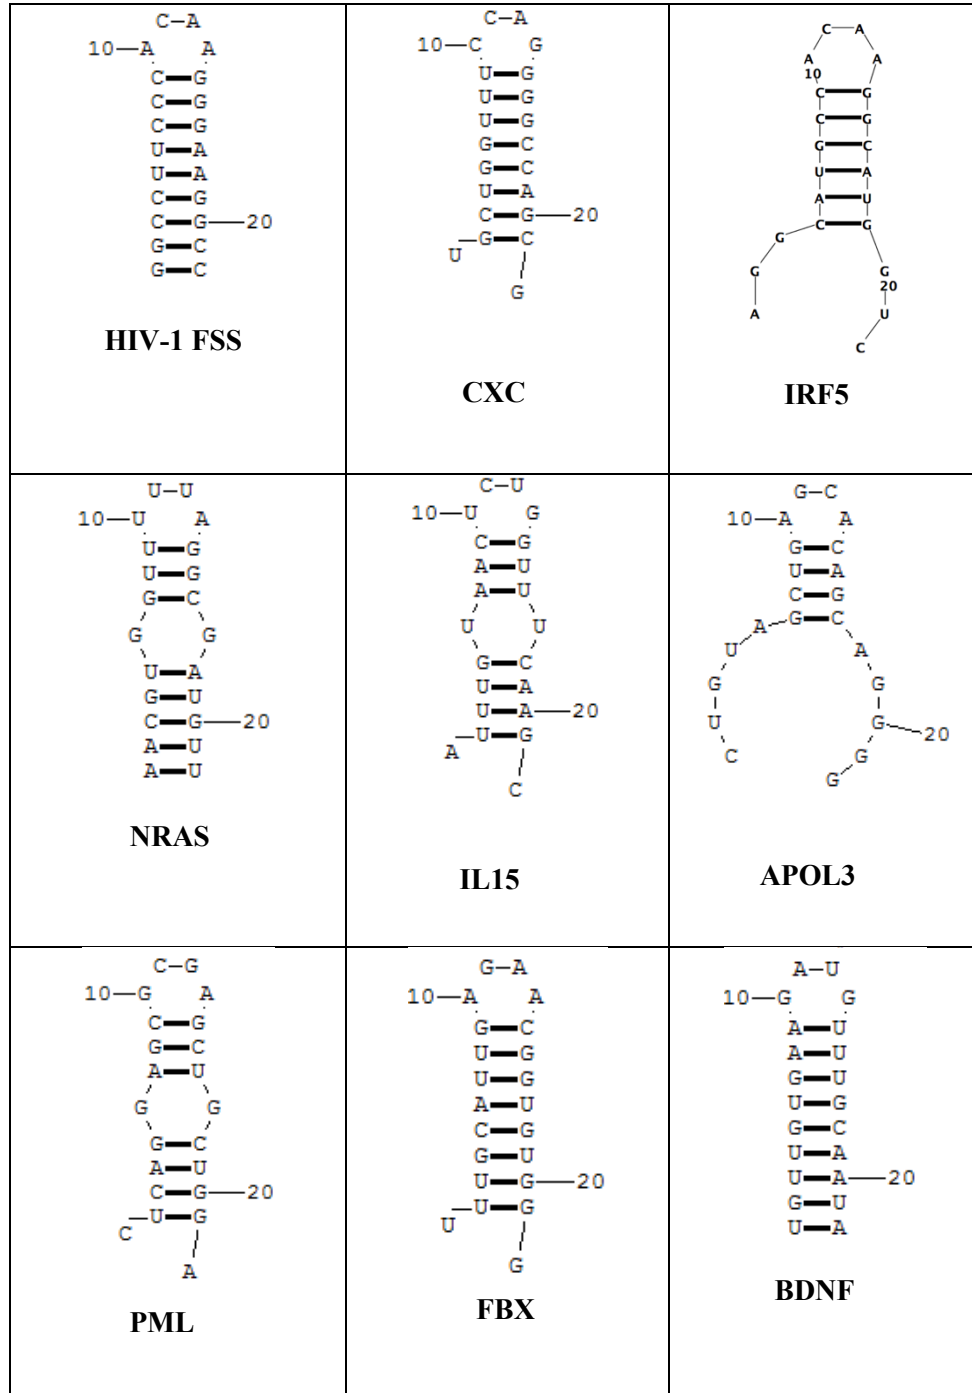 C–A
10–A A
C–G
C–G
C–G
U–A
U–A
C–G
C–G–20
G–C
G–C
HIV-1 FSS
C–A
10–C G
U–G
U–G
U–G
G–C
G–C
U–A
C–G–20
U–G–C
G
CXC
C A
A A
10
C–G
C–G
G–C
U–A
A–U
G C–G
G G
20
A U
C
IRF5
U–U
10–U A
U–G
U–G
G–C
G G
U–A
G–U
C–G–20
A–U
A–U
NRAS
C–U
10–U G
C–G
A–U
A–U
U U
G–C
U–A
U–A–20
A–U–G
C
IL15
G–C
10–A A
G–C
U–A
C–G
A G–C
U A
G G
U G–20
C G G
APOL3
C–G
10–G A
C–G
G–C
A–U
G G
G–C
A–U
C–G–20
C–U–G
A
PML
G–A
10–A A
G–C
U–G
U–G
A–U
C–G
G–U
U–G–20
U–U–G
G
FBX
A–U
10–G G
A–U
A–U
G–U
U–G
G–C
U–A
U–A–20
G–U
U–A
BDNF